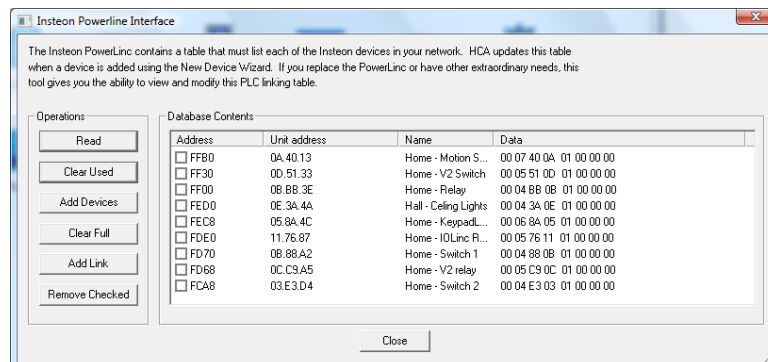 Insteon Powerline Interface
The Insteon PowerLinc contains a table that must list each of the Insteon devices in your network. HCA updates this table
when a device is added using the New Device Wizard. If you replace the PowerLinc or have other extraordinary needs, this
tool gives you the ability to view and modify this PLC linking table.
Operations
Read
Clear Used
Add Devices
Clear Full
Add Link
Remove Checked
Database Contents
Address Unit address Name Data
FFB0 0A.40.13 Home - Motion S... 00 07 40 0A 01 00 00 00
FF30 0D.51.33 Home - V2 Switch 00 05 51 0D 01 00 00 00
FF00 0B.BB.3E Home - Relay 00 04 BB 0B 01 00 00 00
FED0 0E.3A.4A Hall - Celing Lights 00 04 3A 0E 01 00 00 00
FEC8 05.8A.4C Home - KeypadL... 00 06 8A 05 01 00 00 00
FDE0 11.76.87 Home - IOLinc R... 00 05 76 11 01 00 00 00
FD70 0B.88.A2 Home - Switch 1 00 04 88 0B 01 00 00 00
FD68 0C.C9.A5 Home - V2 relay 00 05 C9 0C 01 00 00 00
FCA8 03.E3.D4 Home - Switch 2 00 04 E3 03 01 00 00 00
Close